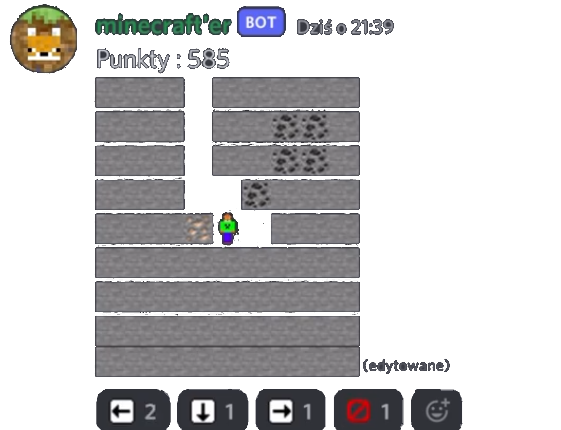 minecraft'er BOT Dziś o 21:39
Punkty : 585
(edytowane)
← 2 ↓ 1 → 1 1